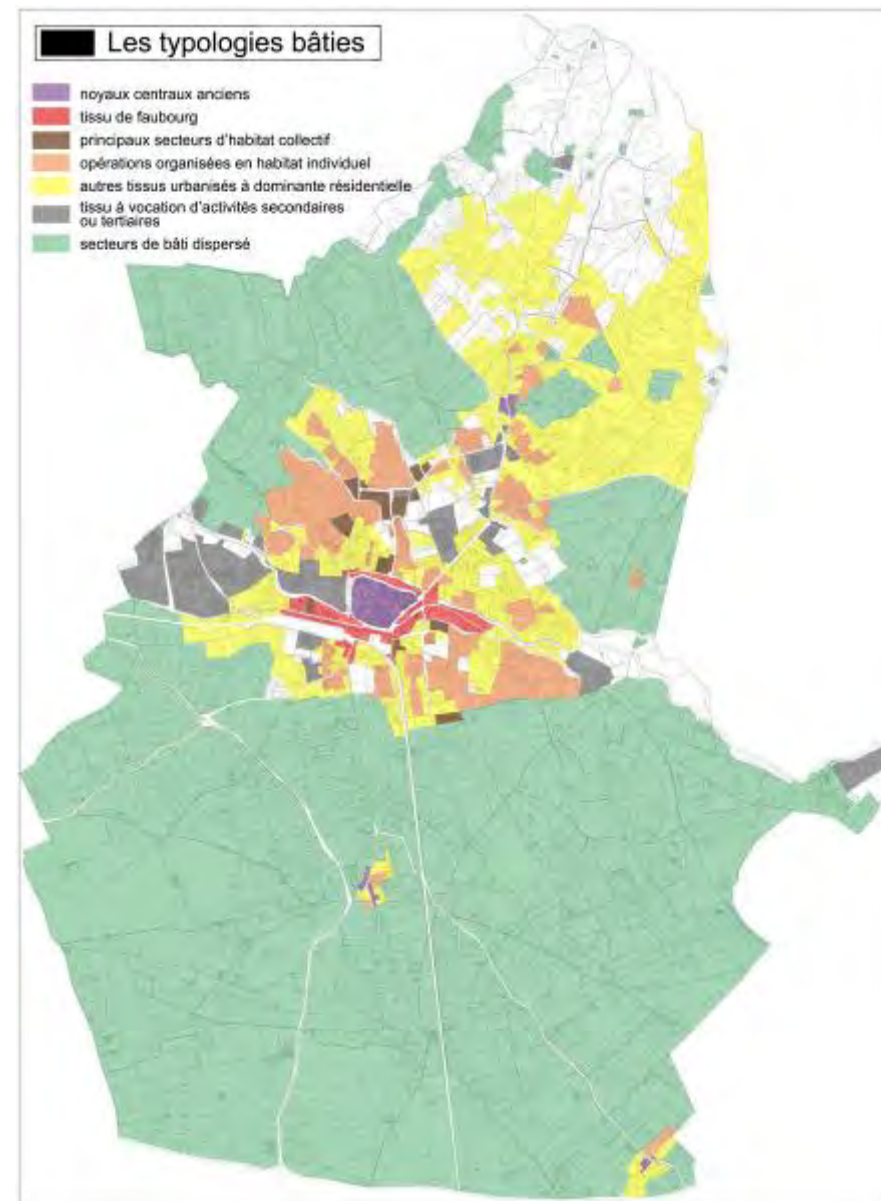 Les typologies bâties
noyaux centraux anciens
tissu de faubourg
principaux secteurs d'habitat collectif
opérations organisées en habitat individuel
autres tissus urbanisés à dominante résidentielle
tissu à vocation d'activités secondaires
ou tertiaires
secteurs de bâti dispersé